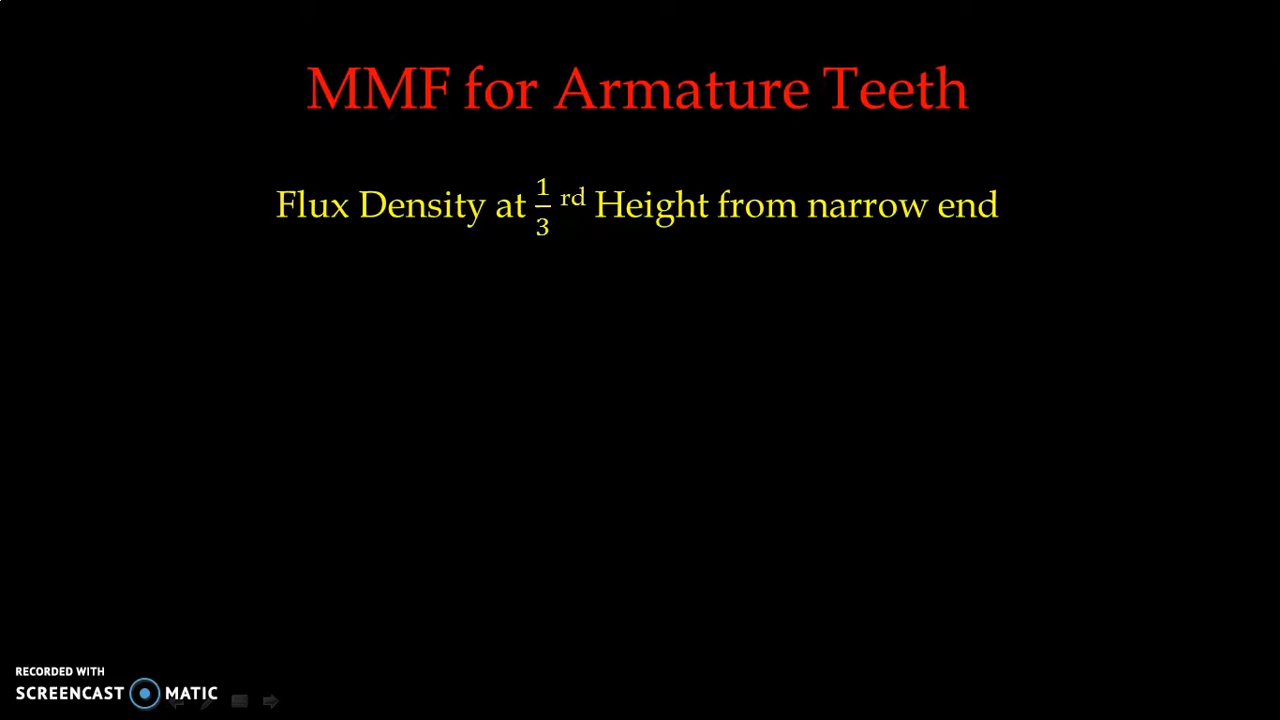 MMF for Armature Teeth
Flux Density at 1/3 rd Height from narrow end
RECORDED WITH
SCREENCAST MATIC